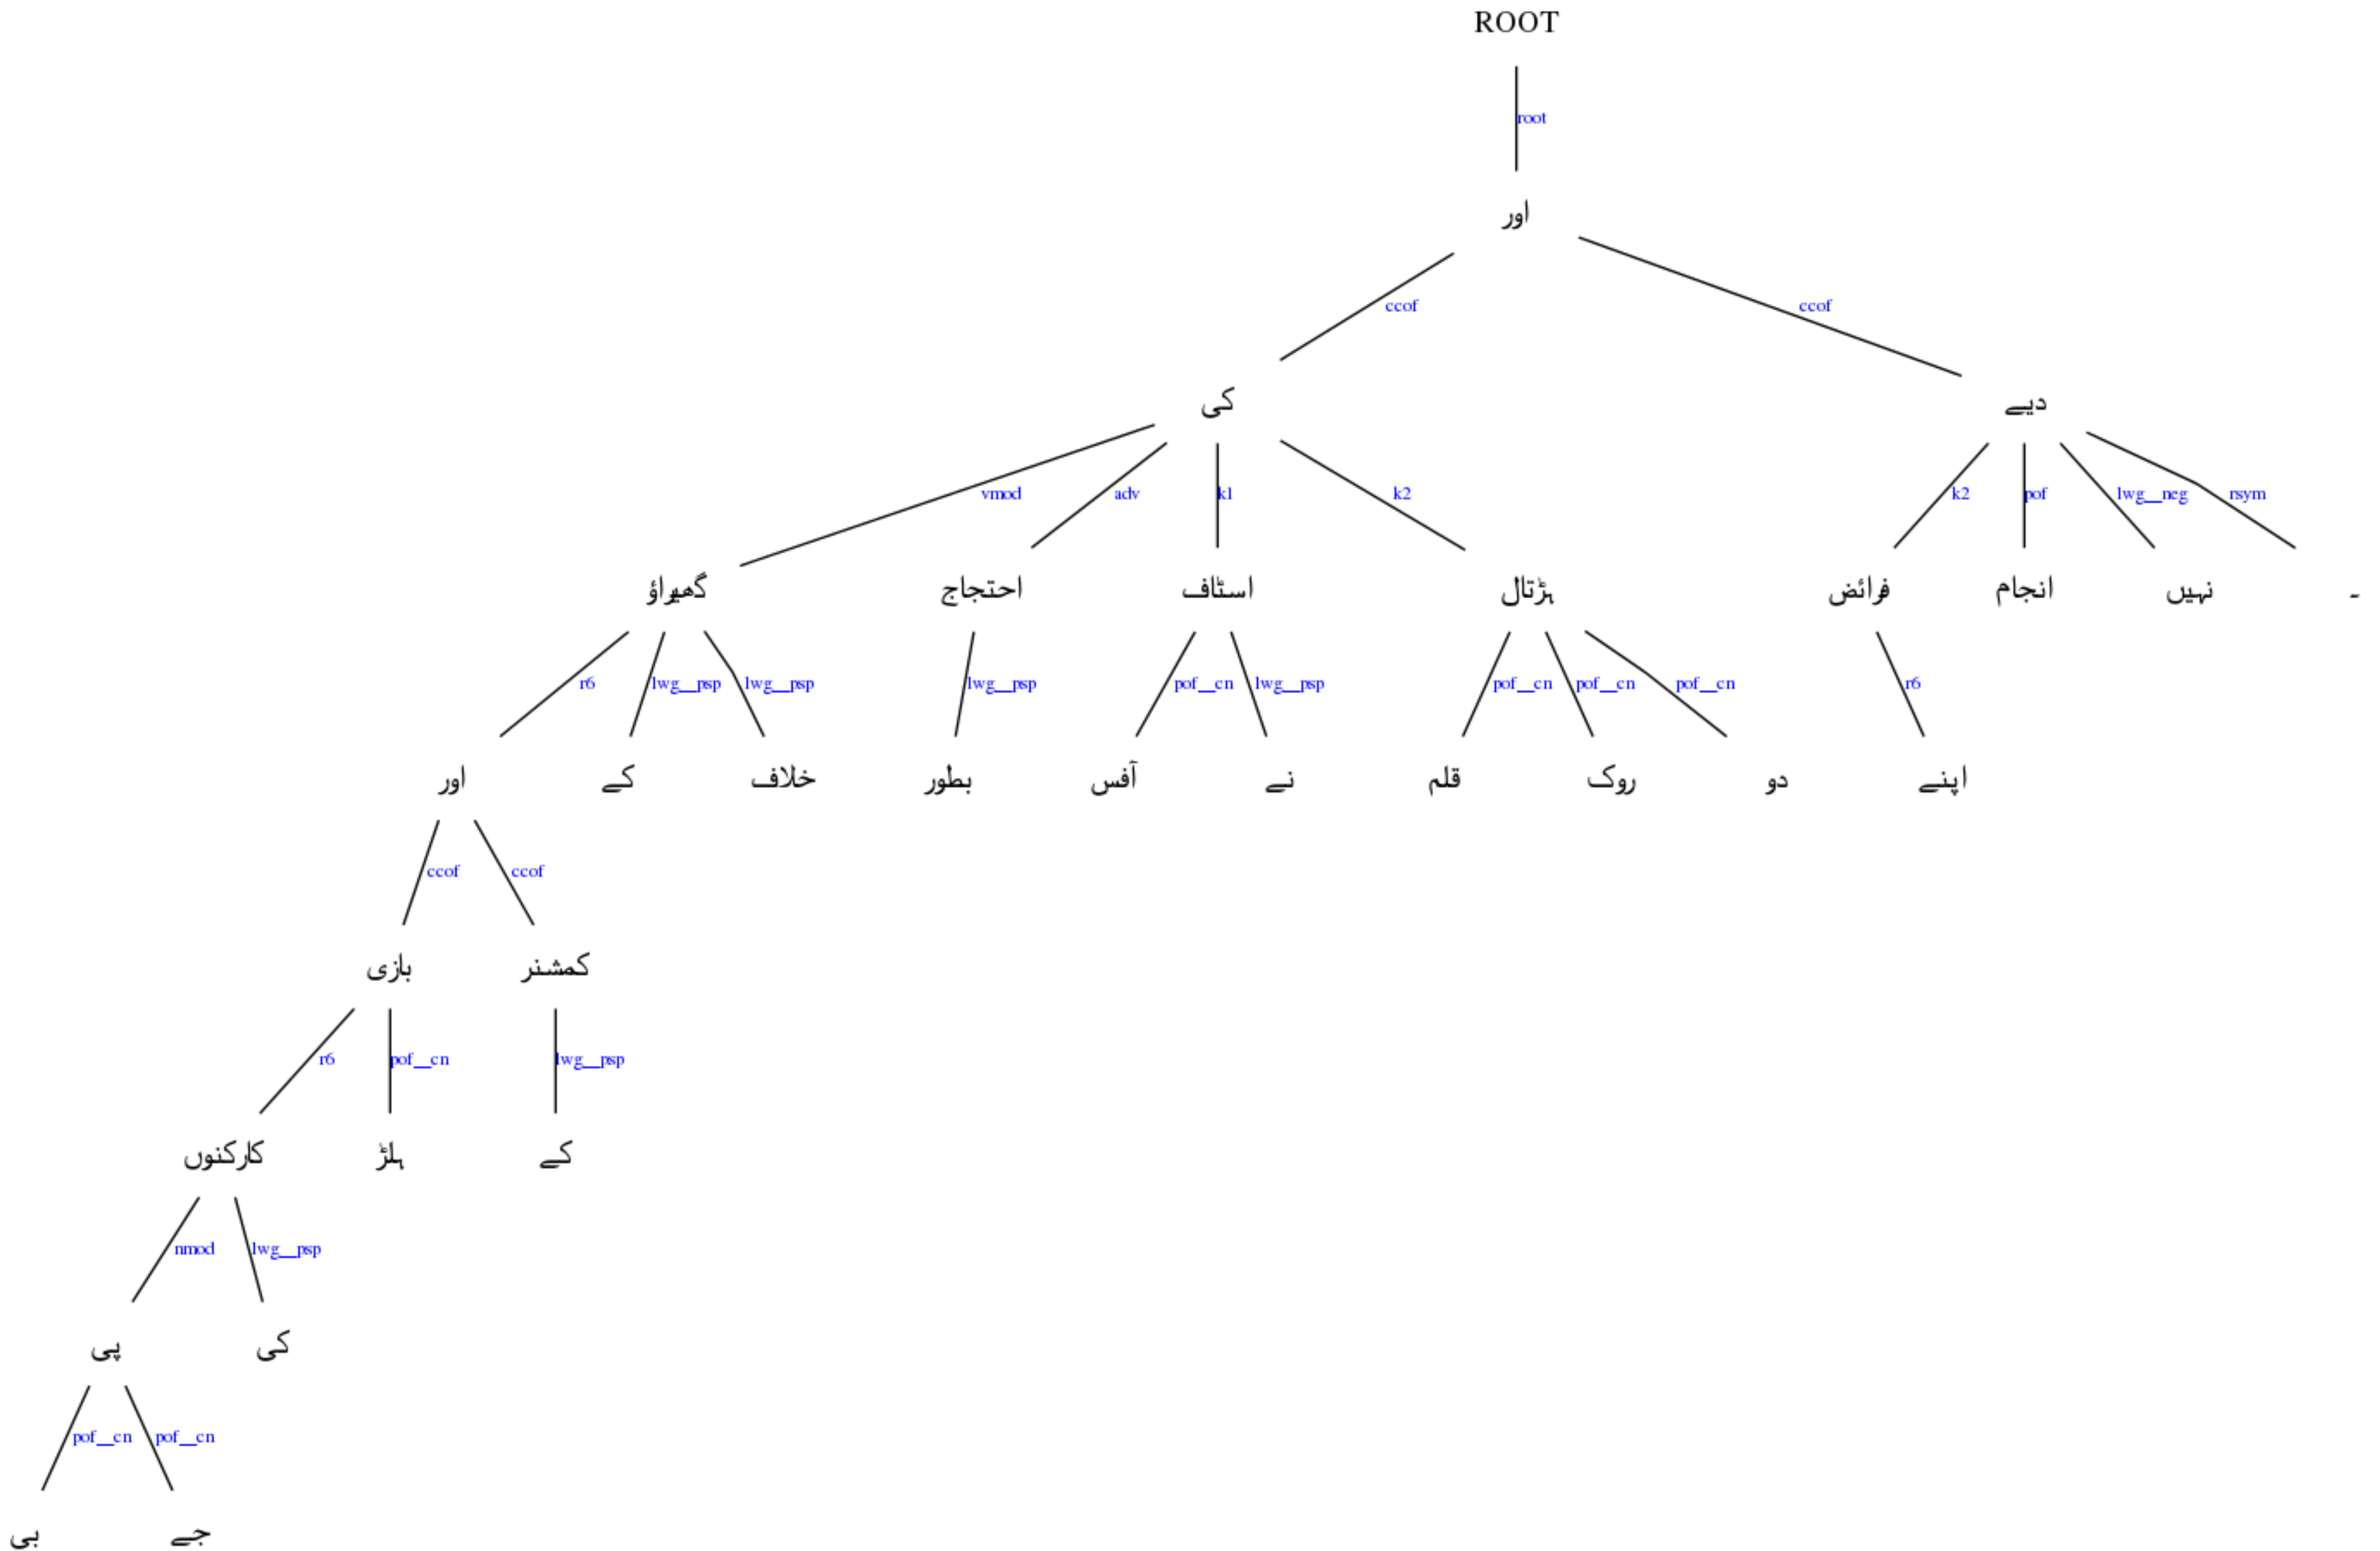 ROOT
root
اور
ccof ccof
کی دیے
vmod adv k1 k2 k2 pof lwg__neg rsym
گھیراؤ احتجاج اسٹاف ہڑتال فرائض انجام نہیں ۔
r6 lwg__psp lwg__psp lwg__psp pof__cn lwg__psp pof__cn pof__cn pof__cn r6
اور کے خلاف بطور آفس نے قلم روک دو اپنے
ccof ccof
بازی کمشنر
r6 pof__cn lwg__psp
کارکنوں ہلڑ کے
nmod lwg__psp
پی کی
pof__cn pof__cn
بی جے